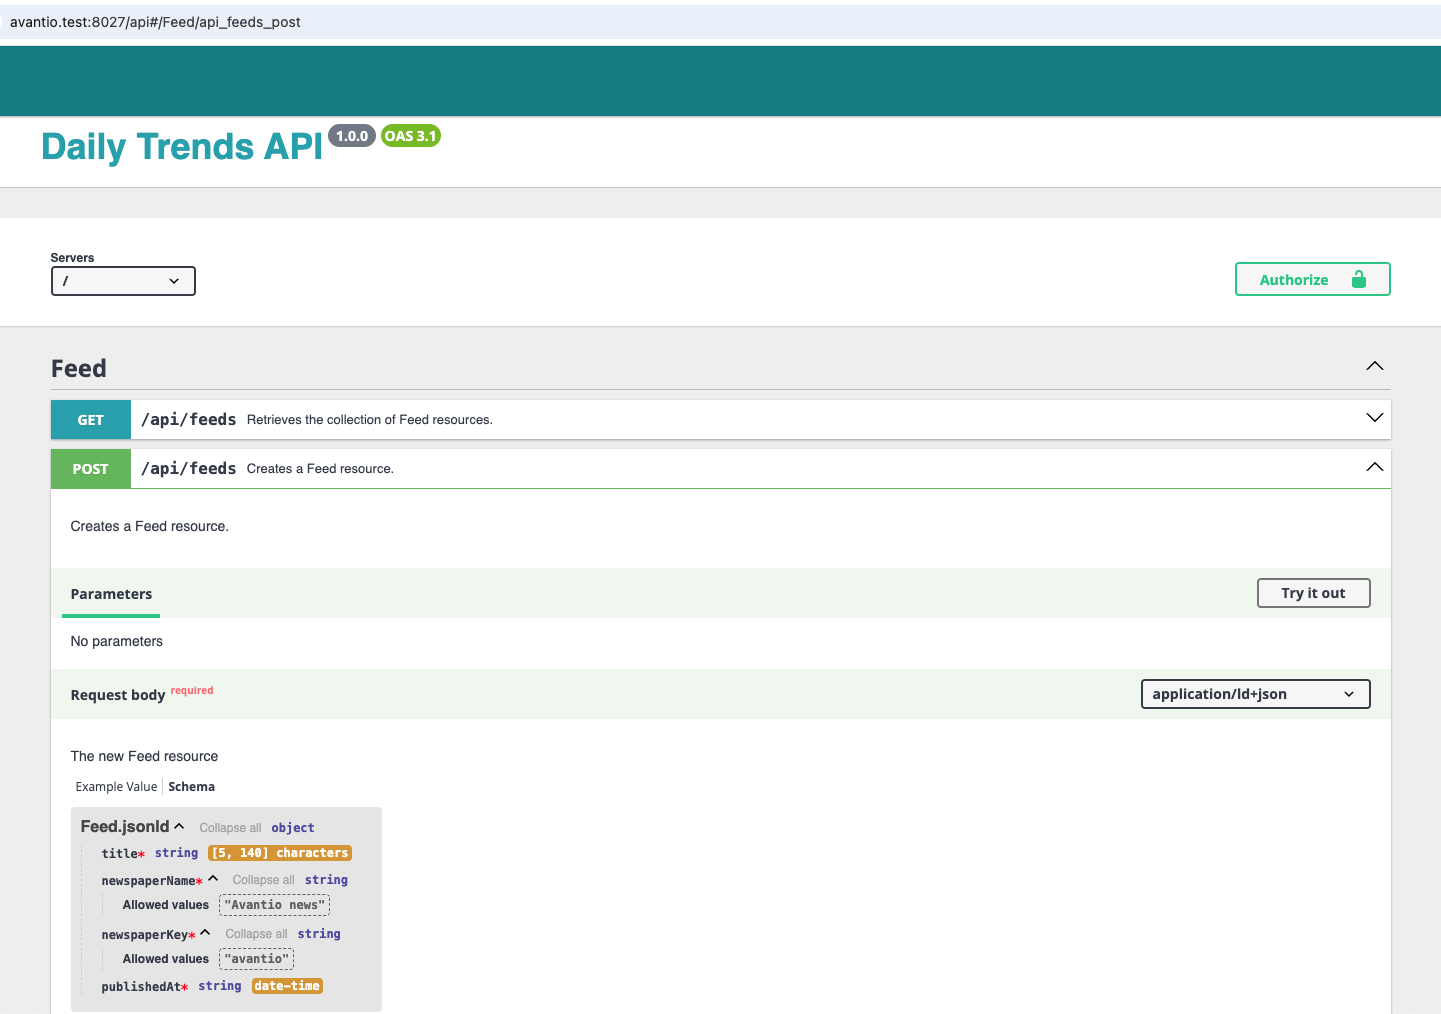 avantio.test:8027/api#/Feed/api_feeds_post
Daily Trends API 1.0.0 OAS 3.1
Servers
/
Authorize
Feed
GET /api/feeds Retrieves the collection of Feed resources.
POST /api/feeds Creates a Feed resource.
Creates a Feed resource.
Parameters
Try it out
No parameters
Request body required
application/ld+json
The new Feed resource
Example Value Schema
Feed.jsonld Collapse all object
title* string [5, 140] characters
newspaperName* Collapse all string
Allowed values "Avantio news"
newspaperKey* Collapse all string
Allowed values "avantio"
publishedAt* string date-time